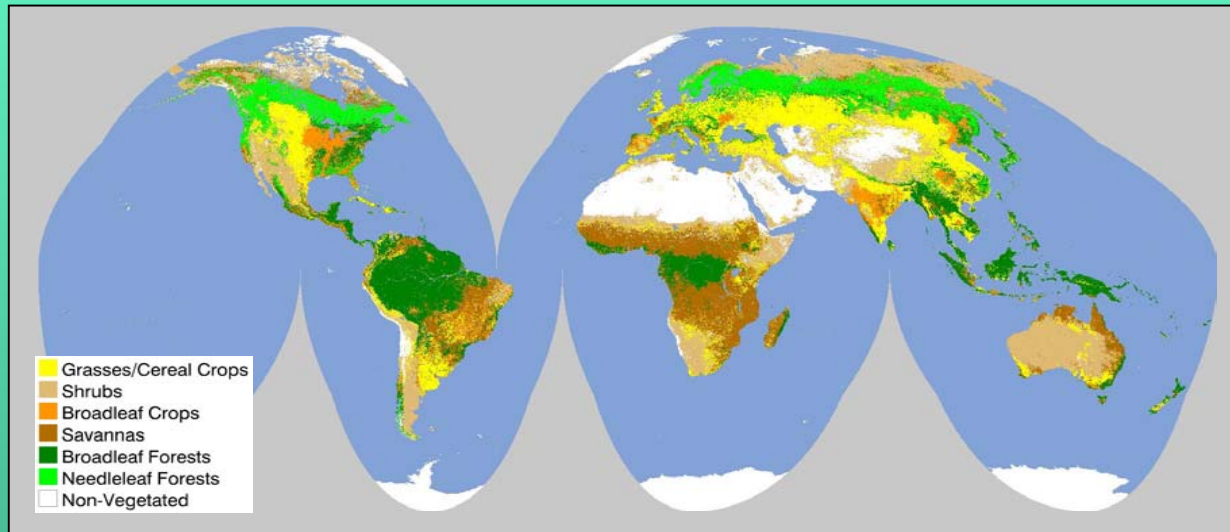 Grasses/Cereal Crops
Shrubs
Broadleaf Crops
Savannas
Broadleaf Forests
Needleleaf Forests
Non-Vegetated